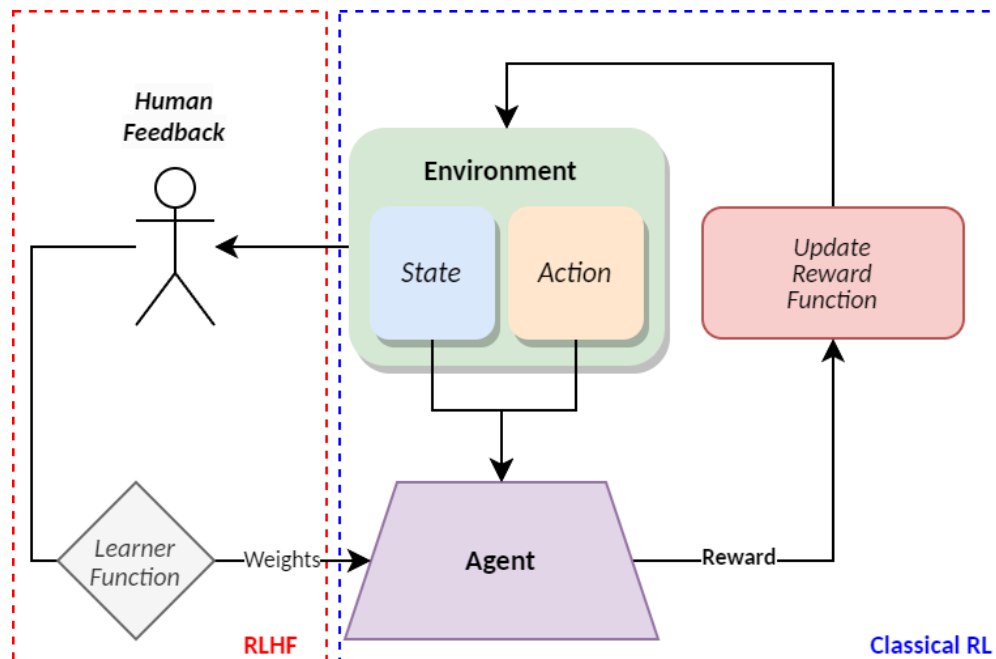 Human
Feedback
Environment
State
Action
Update
Reward
Function
Learner
Function
Weights
Agent
Reward
RLHF
Classical RL